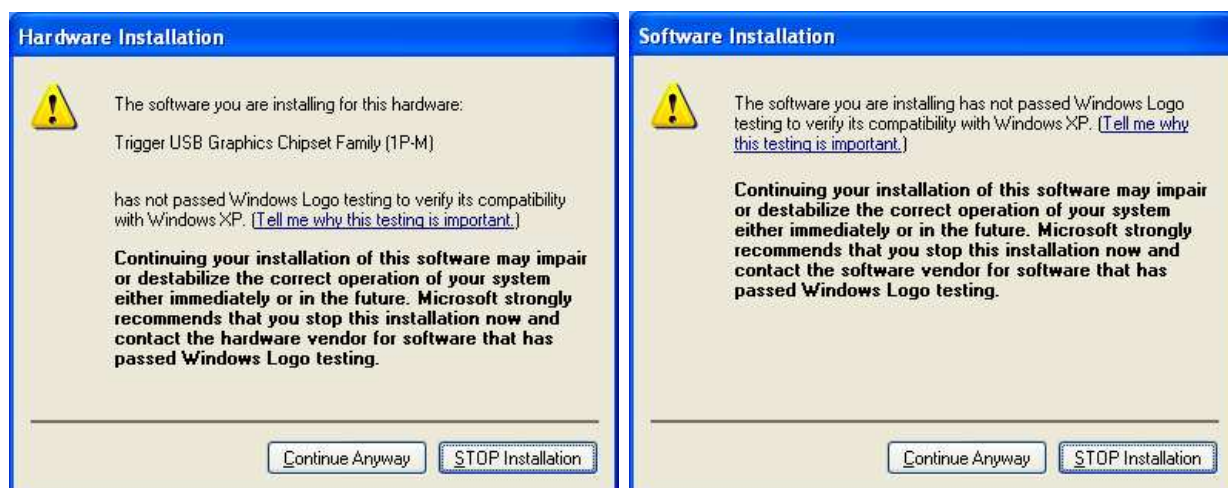 Hardware Installation
The software you are installing for this hardware:
Trigger USB Graphics Chipset Family (1P-M)
has not passed Windows Logo testing to verify its compatibility
with Windows XP. (Tell me why this testing is important.)
Continuing your installation of this software may impair
or destabilize the correct operation of your system
either immediately or in the future. Microsoft strongly
recommends that you stop this installation now and
contact the hardware vendor for software that has
passed Windows Logo testing.
Continue Anyway
STOP Installation
Software Installation
The software you are installing has not passed Windows Logo
testing to verify its compatibility with Windows XP. (Tell me why
this testing is important.)
Continuing your installation of this software may impair
or destabilize the correct operation of your system
either immediately or in the future. Microsoft strongly
recommends that you stop this installation now and
contact the software vendor for software that has
passed Windows Logo testing.
Continue Anyway
STOP Installation